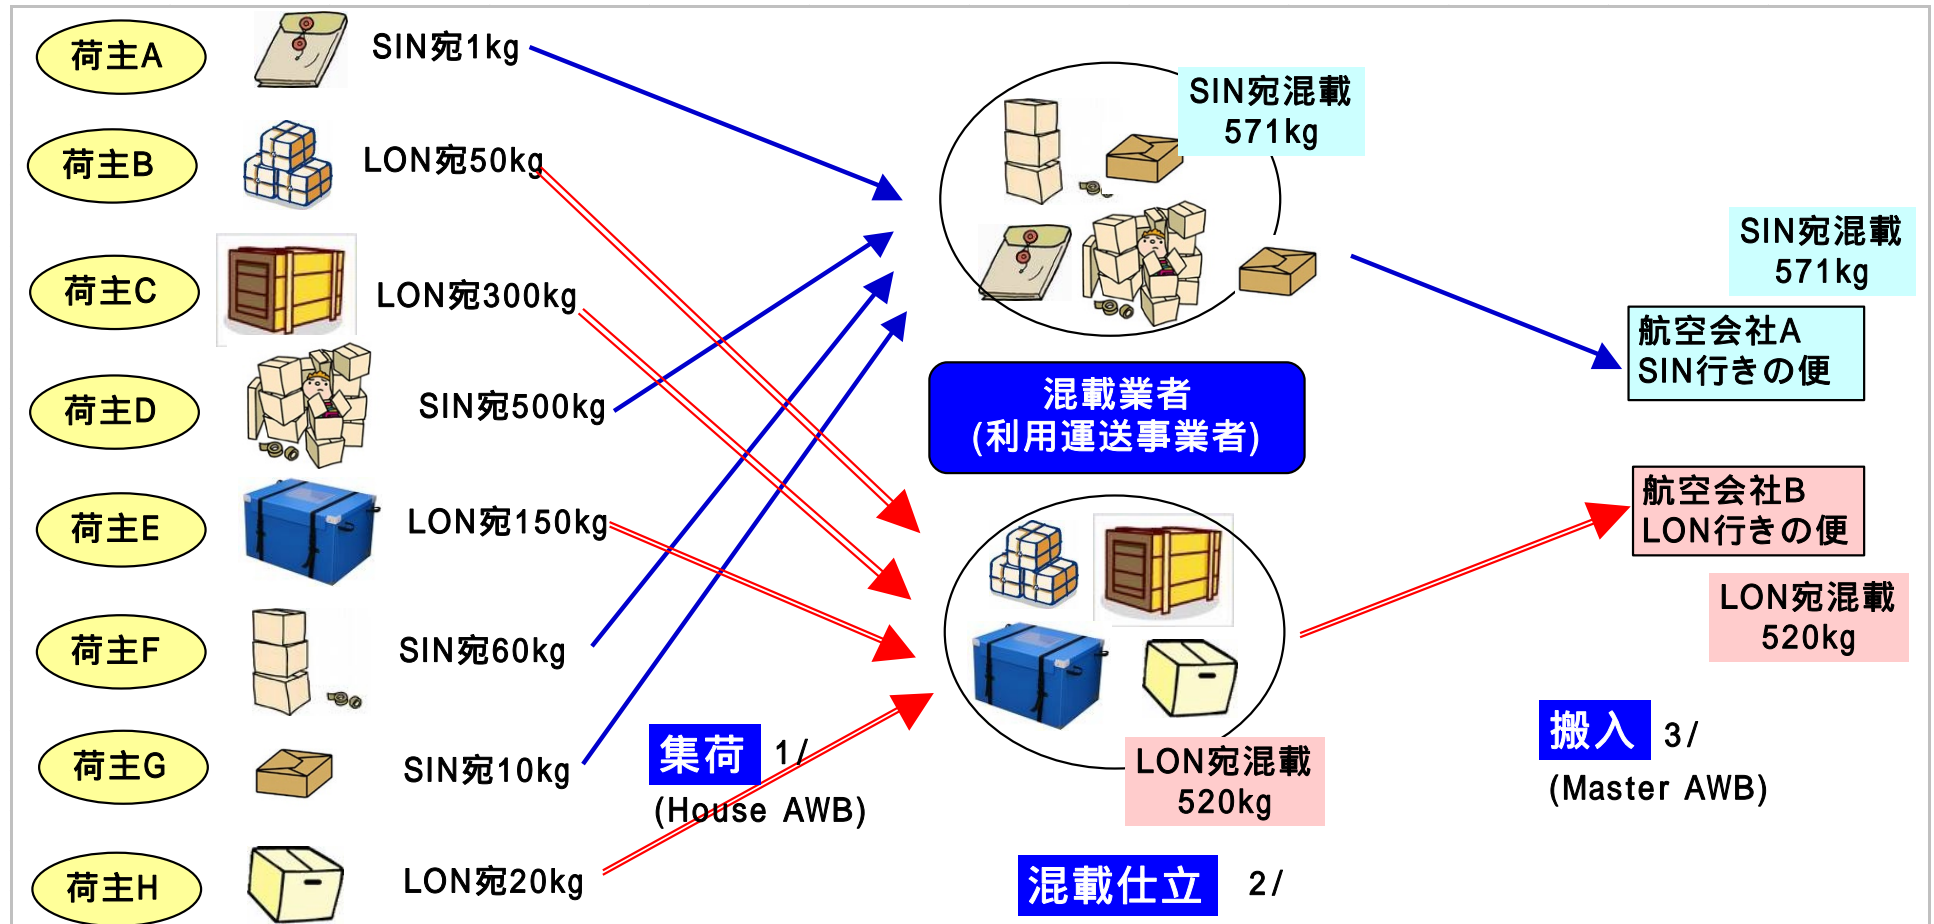 荷主A
SIN宛1kg
荷主B
LON宛50kg
荷主C
LON宛300kg
荷主D
SIN宛500kg
荷主E
LON宛150kg
荷主F
SIN宛60kg
荷主G
SIN宛10kg
荷主H
LON宛20kg
集荷 1/
(House AWB)
SIN宛混載
571kg
混載業者
(利用運送事業者)
LON宛混載
520kg
混載仕立 2/
SIN宛混載
571kg
航空会社A
SIN行きの便
航空会社B
LON行きの便
LON宛混載
520kg
搬入 3/
(Master AWB)